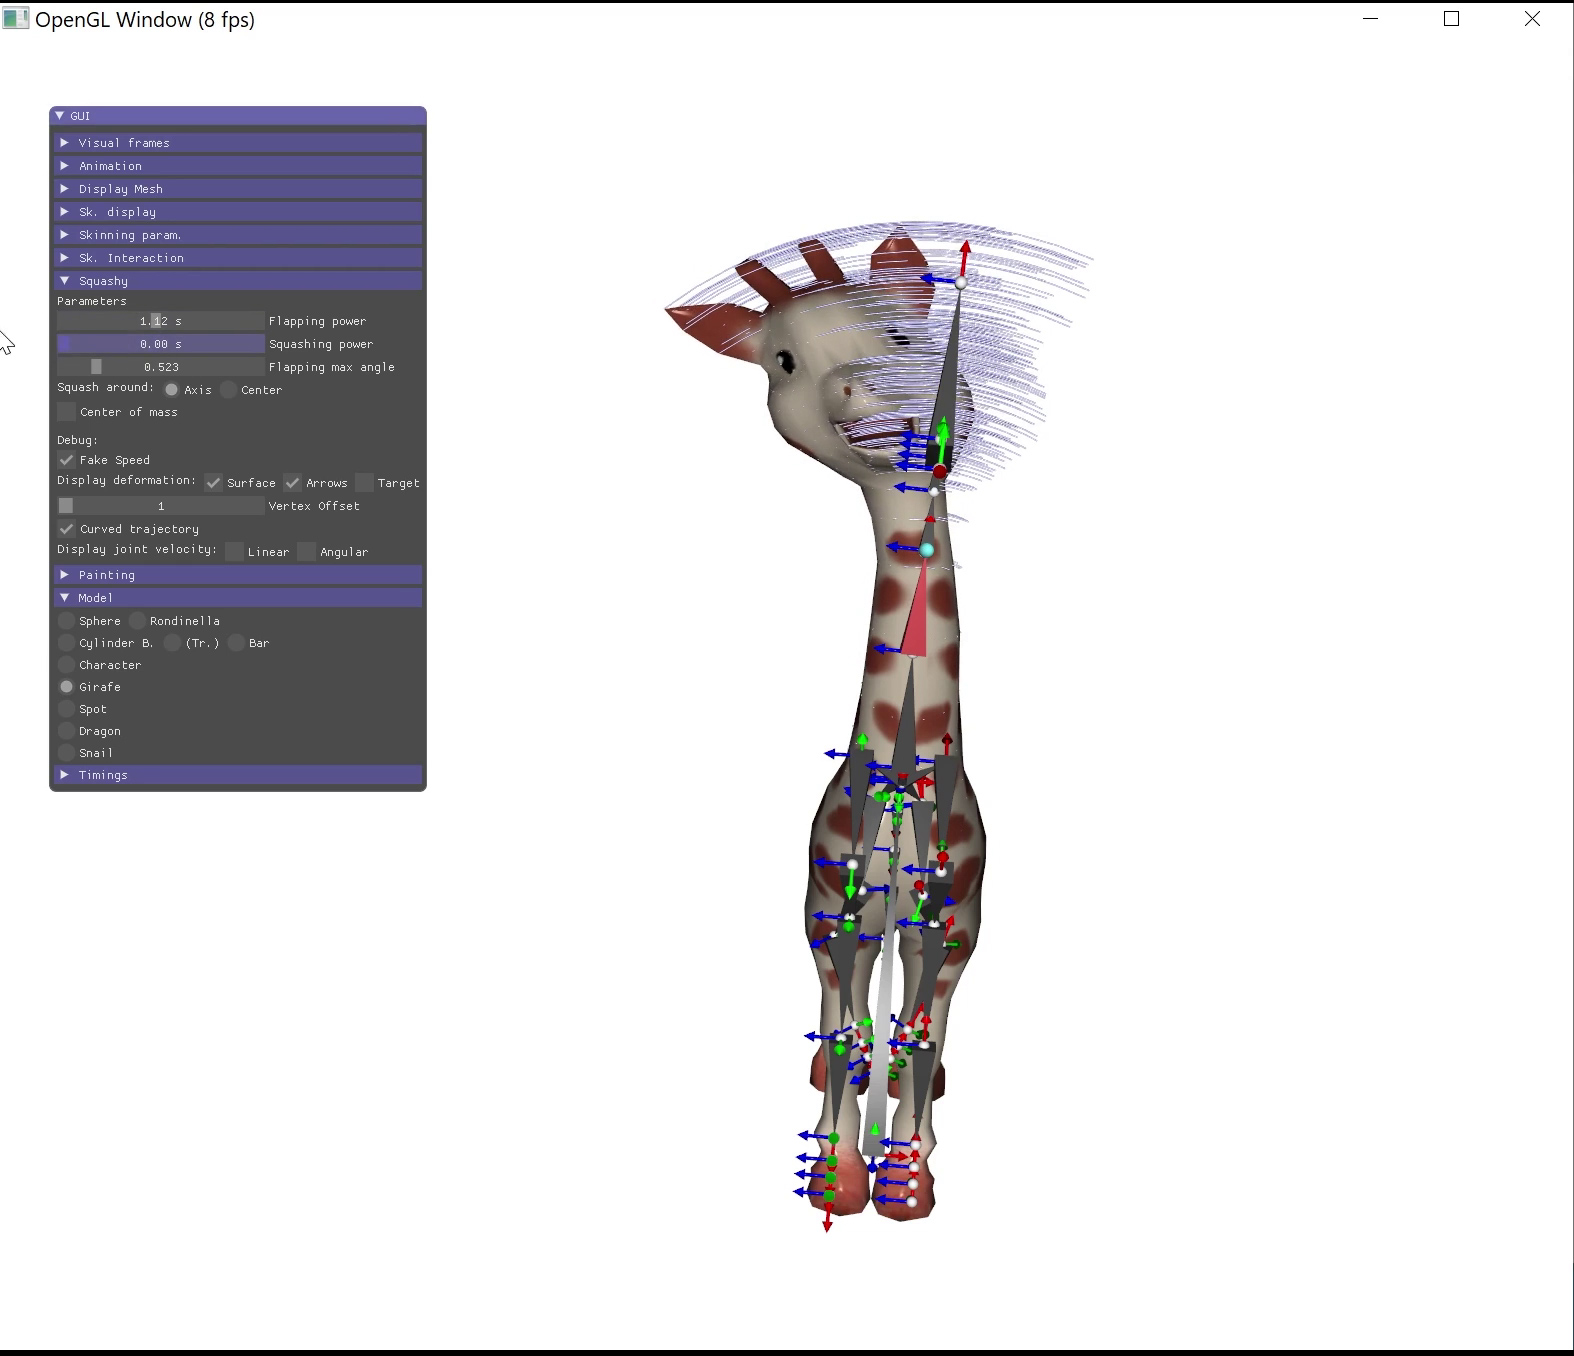 OpenGL Window (8 fps)
GUI
Visual frames
Animation
Display Mesh
Sk. display
Skinning param.
Sk. Interaction
Squashy
Parameters
1.12 s Flapping power
0.00 s Squashing power
0.523 Flapping max angle
Squash around: Axis Center
Center of mass
Debug:
Fake Speed
Display deformation: Surface Arrows Target
1 Vertex Offset
Curved trajectory
Display joint velocity: Linear Angular
Painting
Model
Sphere Rondinella
Cylinder B. (Tr.) Bar
Character
Girafe
Spot
Dragon
Snail
Timings